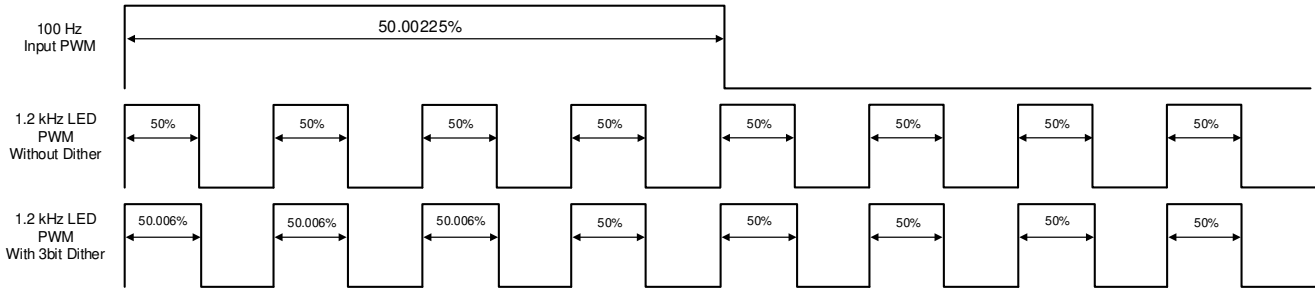 100 Hz
Input PWM
50.00225%
1.2 kHz LED
PWM
Without Dither
50% 50% 50% 50% 50% 50% 50% 50%
1.2 kHz LED
PWM
With 3bit Dither
50.006% 50.006% 50.006% 50% 50% 50% 50% 50%